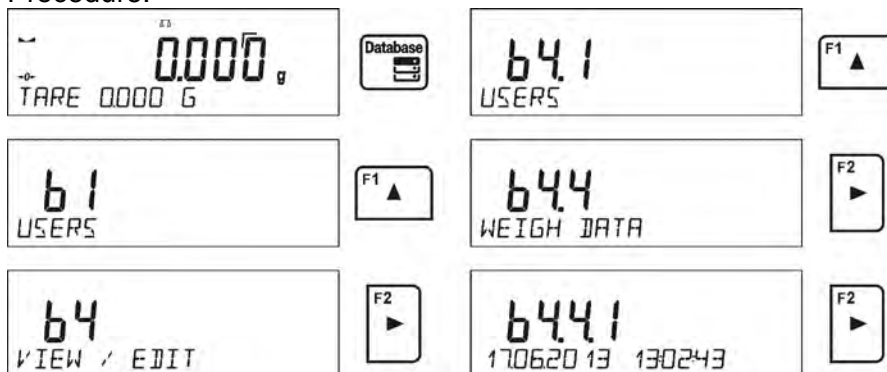 Procedure:
0.000 g
TARE 0.000 G
Database
b1
USERS
F1
b4
VIEW / EDIT
F2
b4.1
USERS
F1
b4.4
WEIGH DATA
F2
b4.4.1
17.06.2013 13:02:43
F2